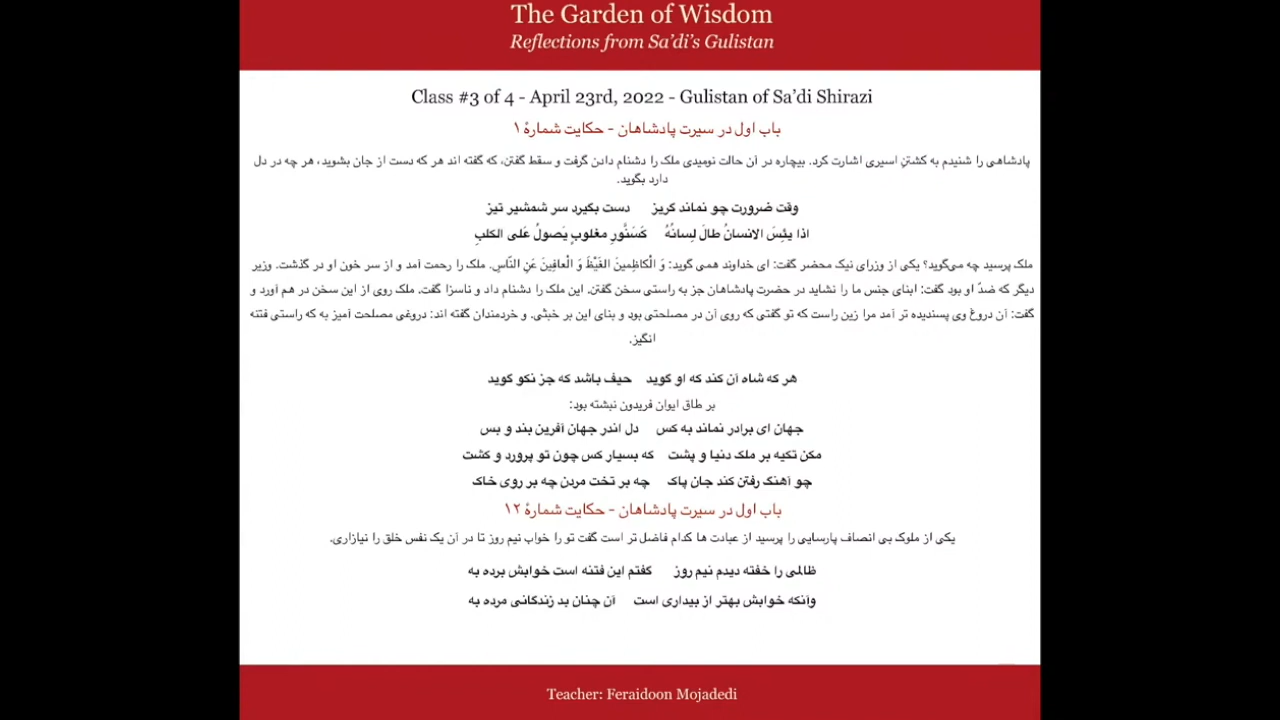 The Garden of Wisdom
Reflections from Sa’di’s Gulistan
Class #3 of 4 - April 23rd, 2022 - Gulistan of Sa’di Shirazi
باب اول در سیرت پادشاهان - حکایت شمارهٔ ۱
پادشاهی را شنیدم به کشتن اسیری اشارت کرد. بیچاره در آن حالت نومیدی ملک را دشنام دادن گرفت و سقط گفتن، که گفته اند هر که دست از جان بشوید، هر چه در دل
دارد بگوید.
وقت ضرورت چو نماند گریز دست بگیرد سر شمشیر تیز
اذا یئِسَ الانسانُ طالَ لِسانُهُ کَسَنَّورِ مغلوبٍ یَصولُ عَلی الکلبِ
ملک پرسید چه می‌گوید؟ یکی از وزرای نیک محضر گفت: ای خداوند همی گوید: وَ الْکاظِمینَ الغَیْظَ وَ الْعافِینَ عَنِ النّاسِ. ملک را رحمت آمد و از سر خون او در گذشت. وزیر
دیگر که ضدّ او بود گفت: ابنای جنس ما را نشاید در حضرت پادشاهان جز به راستی سخن گفتن. این ملک را دشنام داد و ناسزا گفت. ملک روی از این سخن در هم آورد و
گفت: آن دروغ وی پسندیده تر آمد مرا زین راست که تو گفتی که روی آن در مصلحتی بود و بنای این بر خبثی. و خردمندان گفته اند: دروغی مصلحت آمیز به که راستی فتنه
انگیز.
هر که شاه آن کند که او گوید حیف باشد که جز نکو گوید
بر طاق ایوان فریدون نبشته بود:
جهان ای برادر نماند به کس دل اندر جهان آفرین بند و بس
مکن تکیه بر ملک دنیا و پشت که بسیار کس چون تو پرورد و کشت
چو آهنگ رفتن کند جان پاک چه بر تخت مردن چه بر روی خاک
باب اول در سیرت پادشاهان - حکایت شمارهٔ ۱۲
یکی از ملوک بی انصاف پارسایی را پرسید از عبادت ها کدام فاضل تر است گفت تو را خواب نیم روز تا در آن یک نفس خلق را نیازاری.
ظالمی را خفته دیدم نیم روز گفتم این فتنه است خوابش برده به
وآنکه خوابش بهتر از بیداری است آن چنان بد زندگانی مرده به
Teacher: Feraidoon Mojadedi